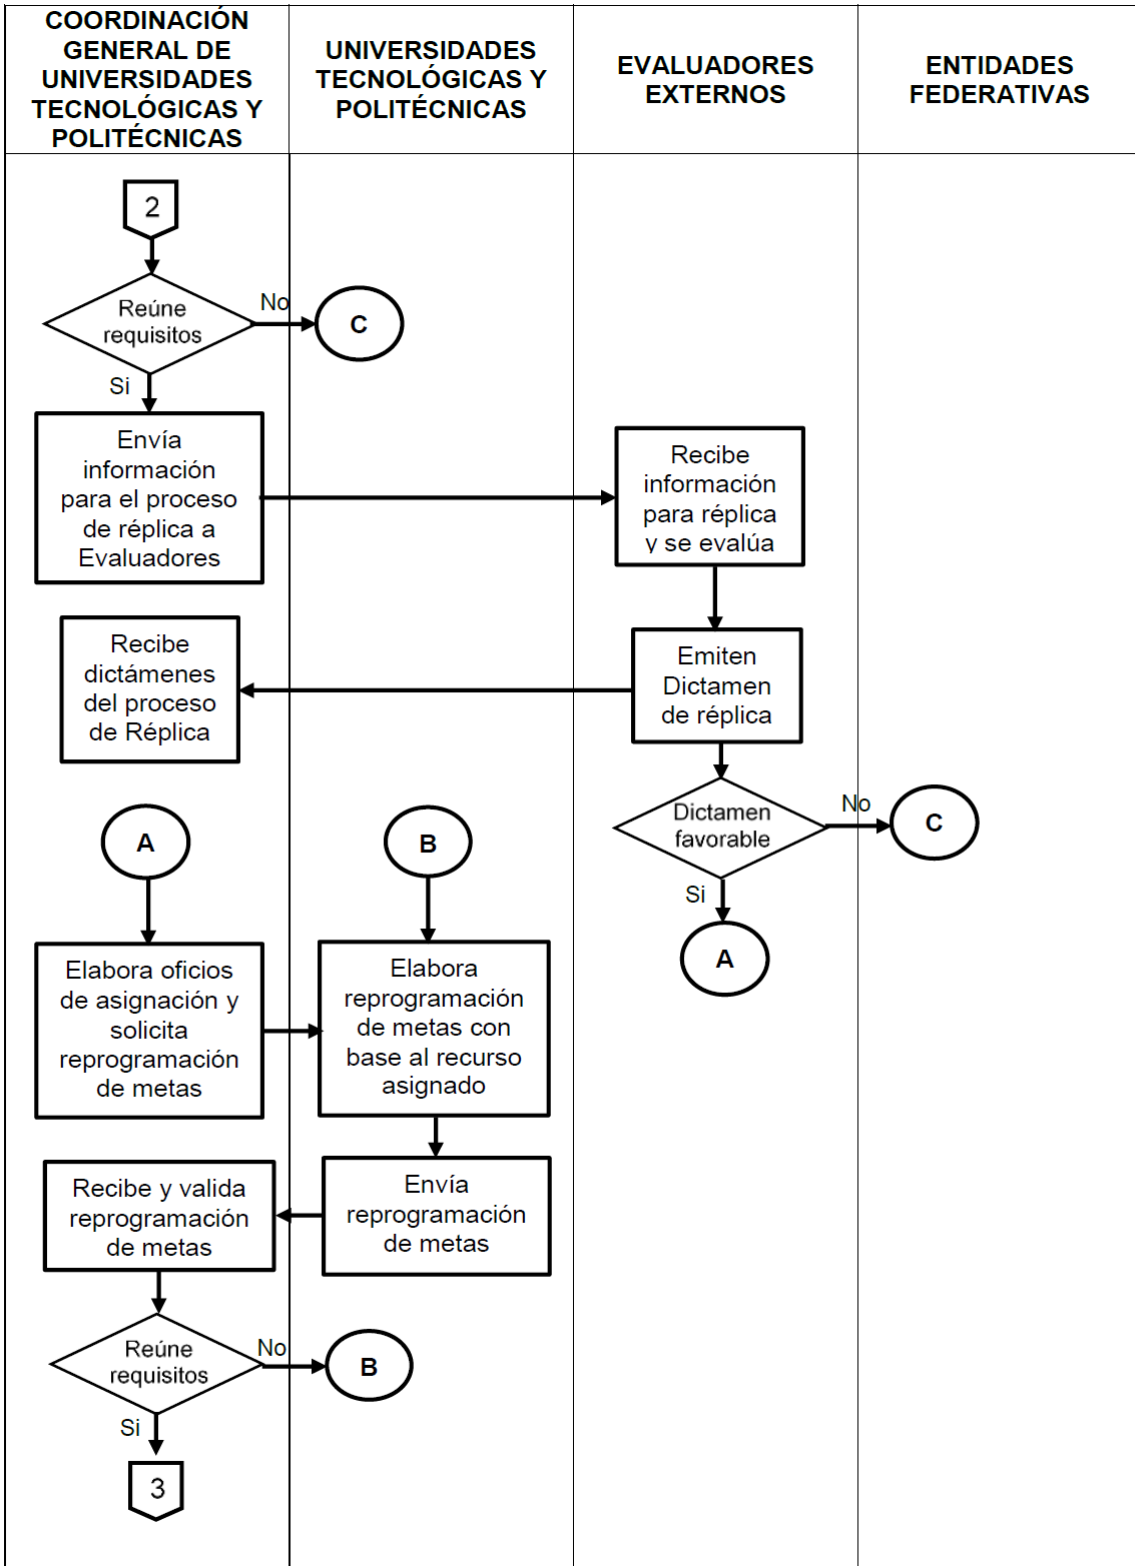 COORDINACIÓN
GENERAL DE
UNIVERSIDADES
TECNOLÓGICAS Y
POLITÉCNICAS
UNIVERSIDADES
TECNOLÓGICAS Y
POLITÉCNICAS
EVALUADORES
EXTERNOS
ENTIDADES
FEDERATIVAS
2
Reúne
requisitos
No
C
Si
Envía
información
para el proceso
de réplica a
Evaluadores
Recibe
información
para réplica
y se evalúa
Recibe
dictámenes
del proceso
de Réplica
Emiten
Dictamen
de réplica
Dictamen
favorable
No
C
Si
A
A
B
Elabora oficios
de asignación y
solicita
reprogramación
de metas
Elabora
reprogramación
de metas con
base al recurso
asignado
Recibe y valida
reprogramación
de metas
Envía
reprogramación
de metas
Reúne
requisitos
No
B
Si
3